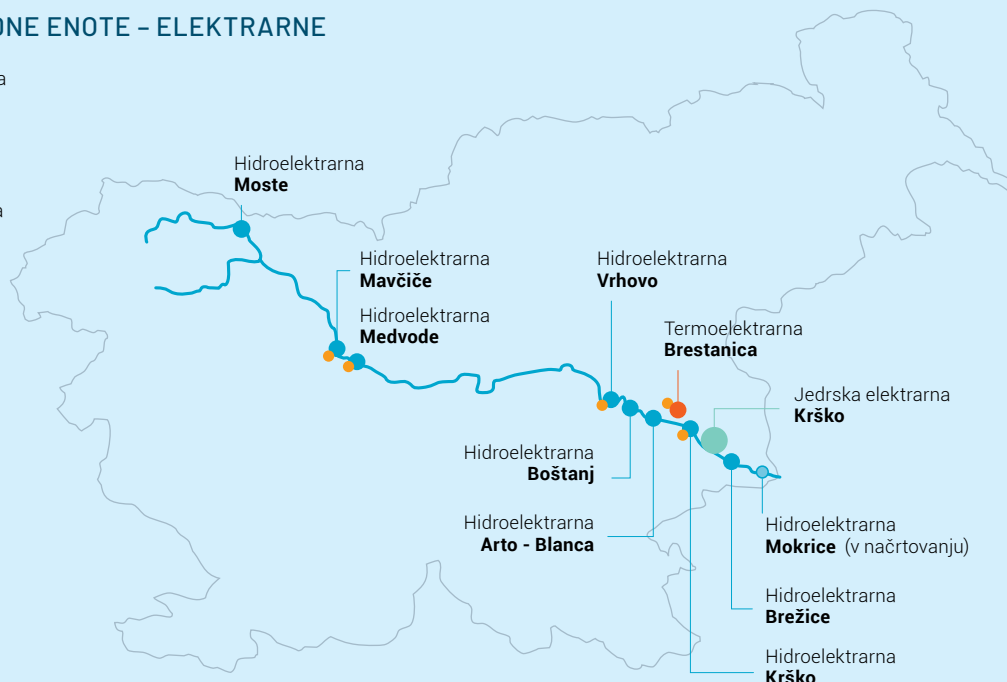 ONE ENOTE – ELEKTRARNE
a
a
Hidroelektrarna
Moste
Hidroelektrarna
Mavčiče
Hidroelektrarna
Medvode
Hidroelektrarna
Vrhovo
Termoelektrarna
Brestanica
Jedrska elektrarna
Krško
Hidroelektrarna
Boštanj
Hidroelektrarna
Arto - Blanca
Hidroelektrarna
Mokrice (v načrtovanju)
Hidroelektrarna
Brežice
Hidroelektrarna
Krško